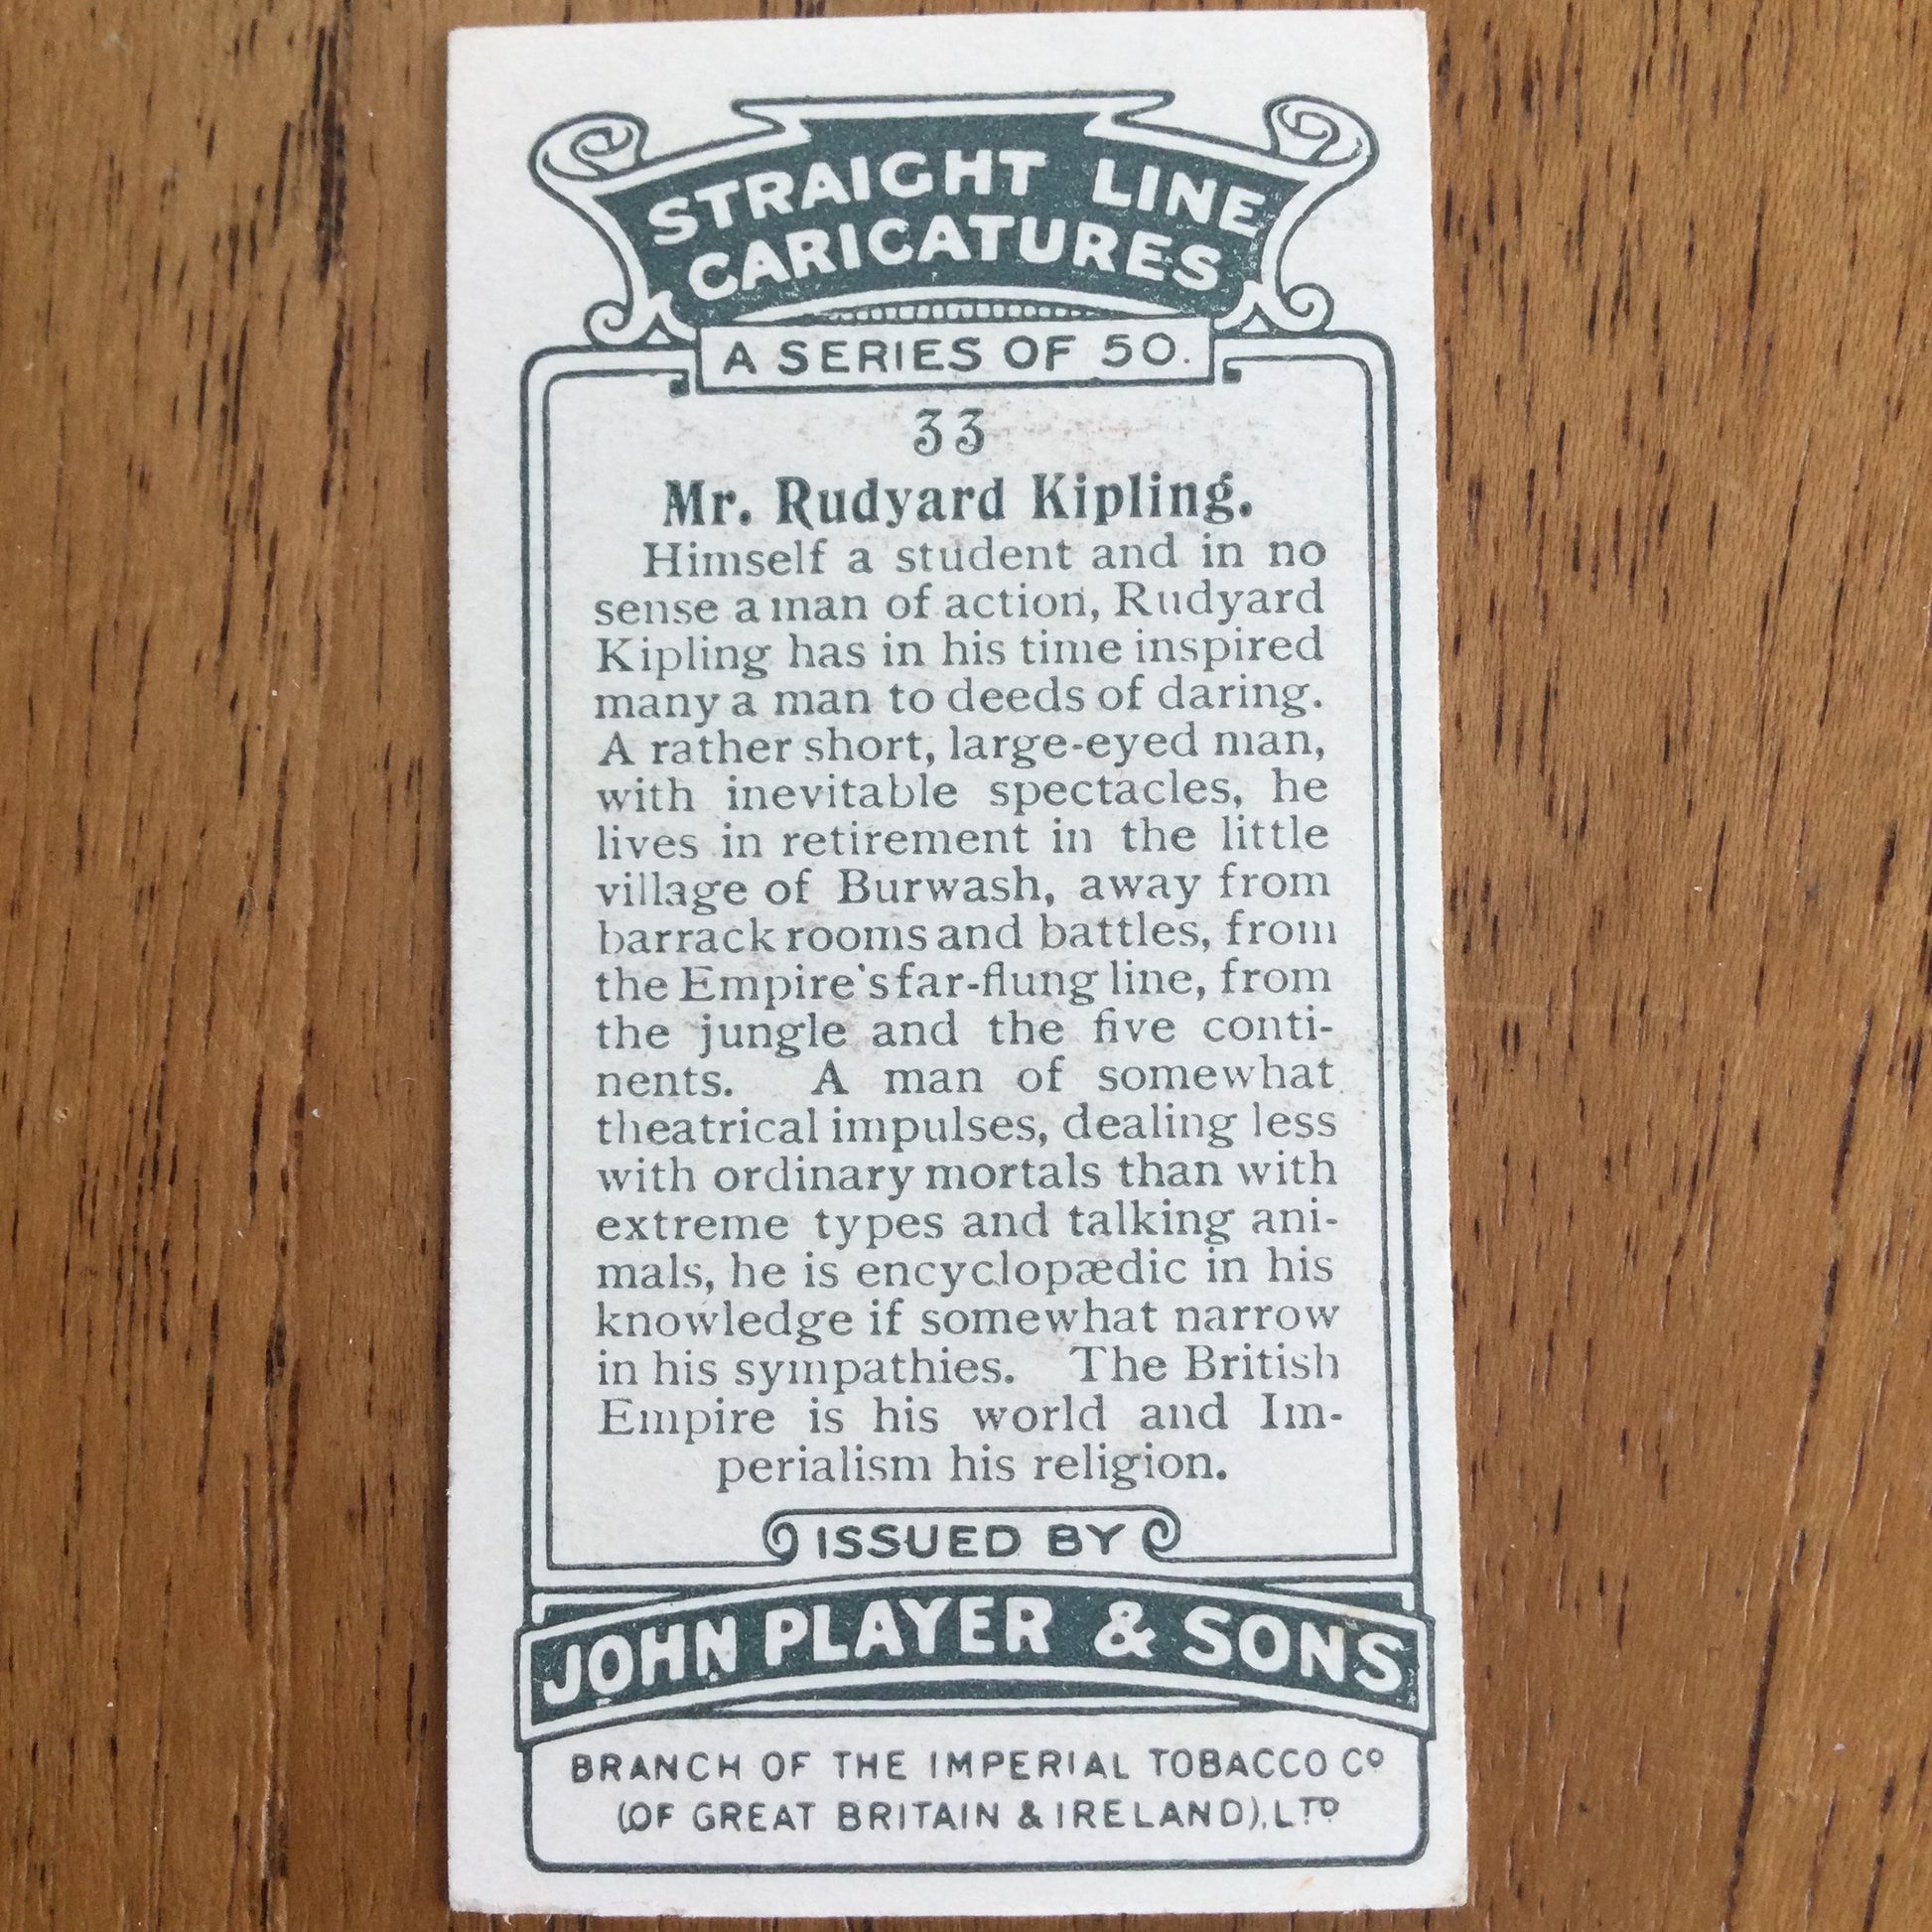 STRAIGHT LINE
CARICATURES
A SERIES OF 50.
33
Mr. Rudyard Kipling.
Himself a student and in no
sense a man of action, Rudyard
Kipling has in his time inspired
many a man to deeds of daring.
A rather short, large-eyed man,
with inevitable spectacles, he
lives in retirement in the little
village of Burwash, away from
barrack rooms and battles, from
the Empire's far-flung line, from
the jungle and the five conti-
nents. A man of somewhat
theatrical impulses, dealing less
with ordinary mortals than with
extreme types and talking ani-
mals, he is encyclopædic in his
knowledge if somewhat narrow
in his sympathies. The British
Empire is his world and Im-
perialism his religion.
ISSUED BY
JOHN PLAYER & SONS
BRANCH OF THE IMPERIAL TOBACCO Cº
(OF GREAT BRITAIN & IRELAND), LTD